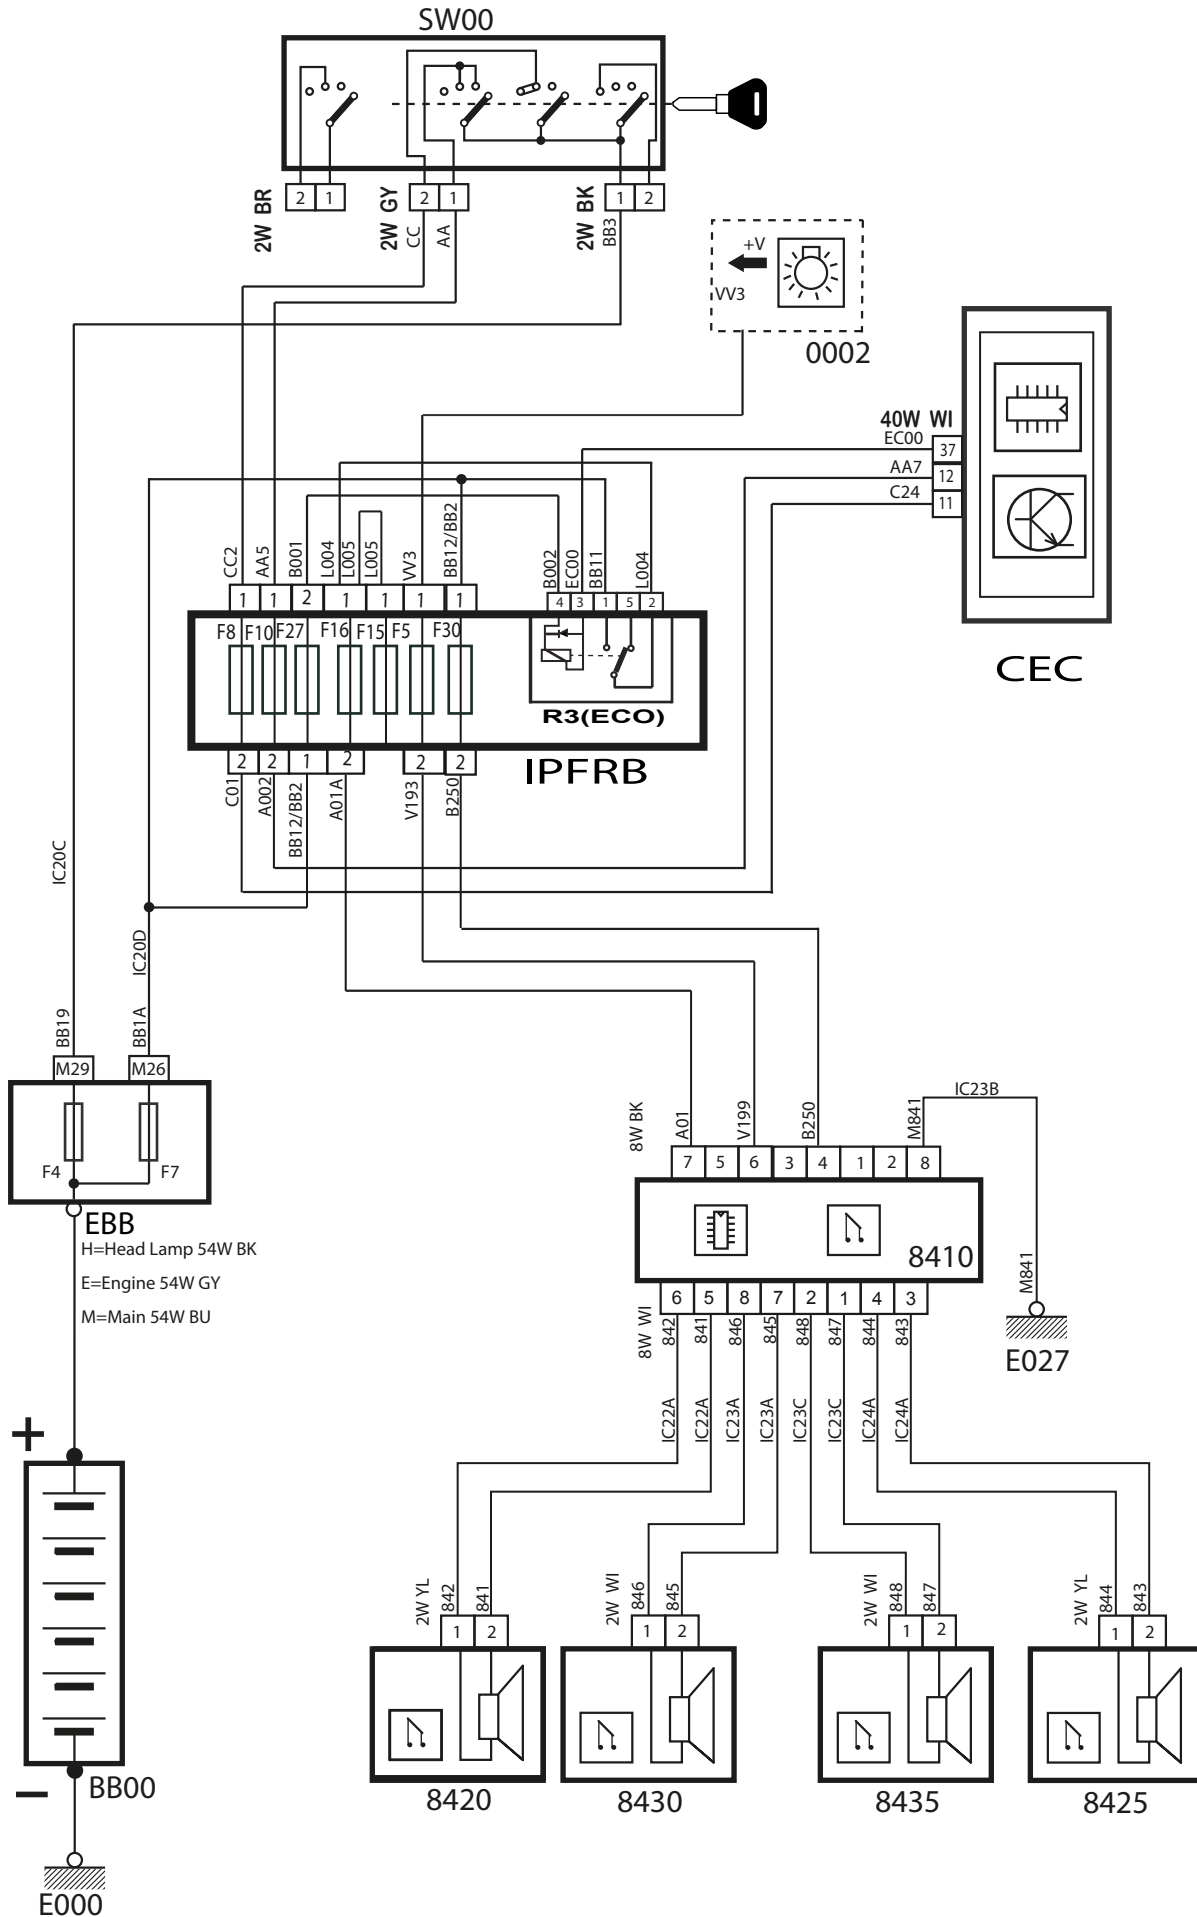 SW00
2 1
2 1
1 2
2W BR
2W GY
CC
AA
2W BK
BB3
+V
VV3
0002
40W WI
EC00
37
AA7
12
C24
11
CEC
CC2
AA5
B001
L004
L005
L005
VV3
BB12/BB2
B002
EC00
BB11
L004
1 1 2 1 1 1 1
4 3 1 5 2
F8 F10 F27 F16 F15 F5 F30
R3(ECO)
2 2 1 2 2 2
IPFRB
C01
A002
BB12/BB2
A01A
V193
B250
IC20C
IC20D
BB19
BB1A
M29 M26
F4 F7
EBB
H=Head Lamp 54W BK
E=Engine 54W GY
M=Main 54W BU
IC23B
8W BK
A01
V199
B250
M841
7 5 6 3 4 1 2 8
8410
6 5 8 7 2 1 4 3
M841
E027
8W WI
842
841
846
845
848
847
844
843
IC22A
IC22A
IC23A
IC23A
IC23C
IC23C
IC24A
IC24A
+
2W YL
842
841
2W WI
846
845
2W WI
848
847
2W YL
844
843
1 2
1 2
1 2
1 2
8420
8430
8435
8425
–
BB00
E000